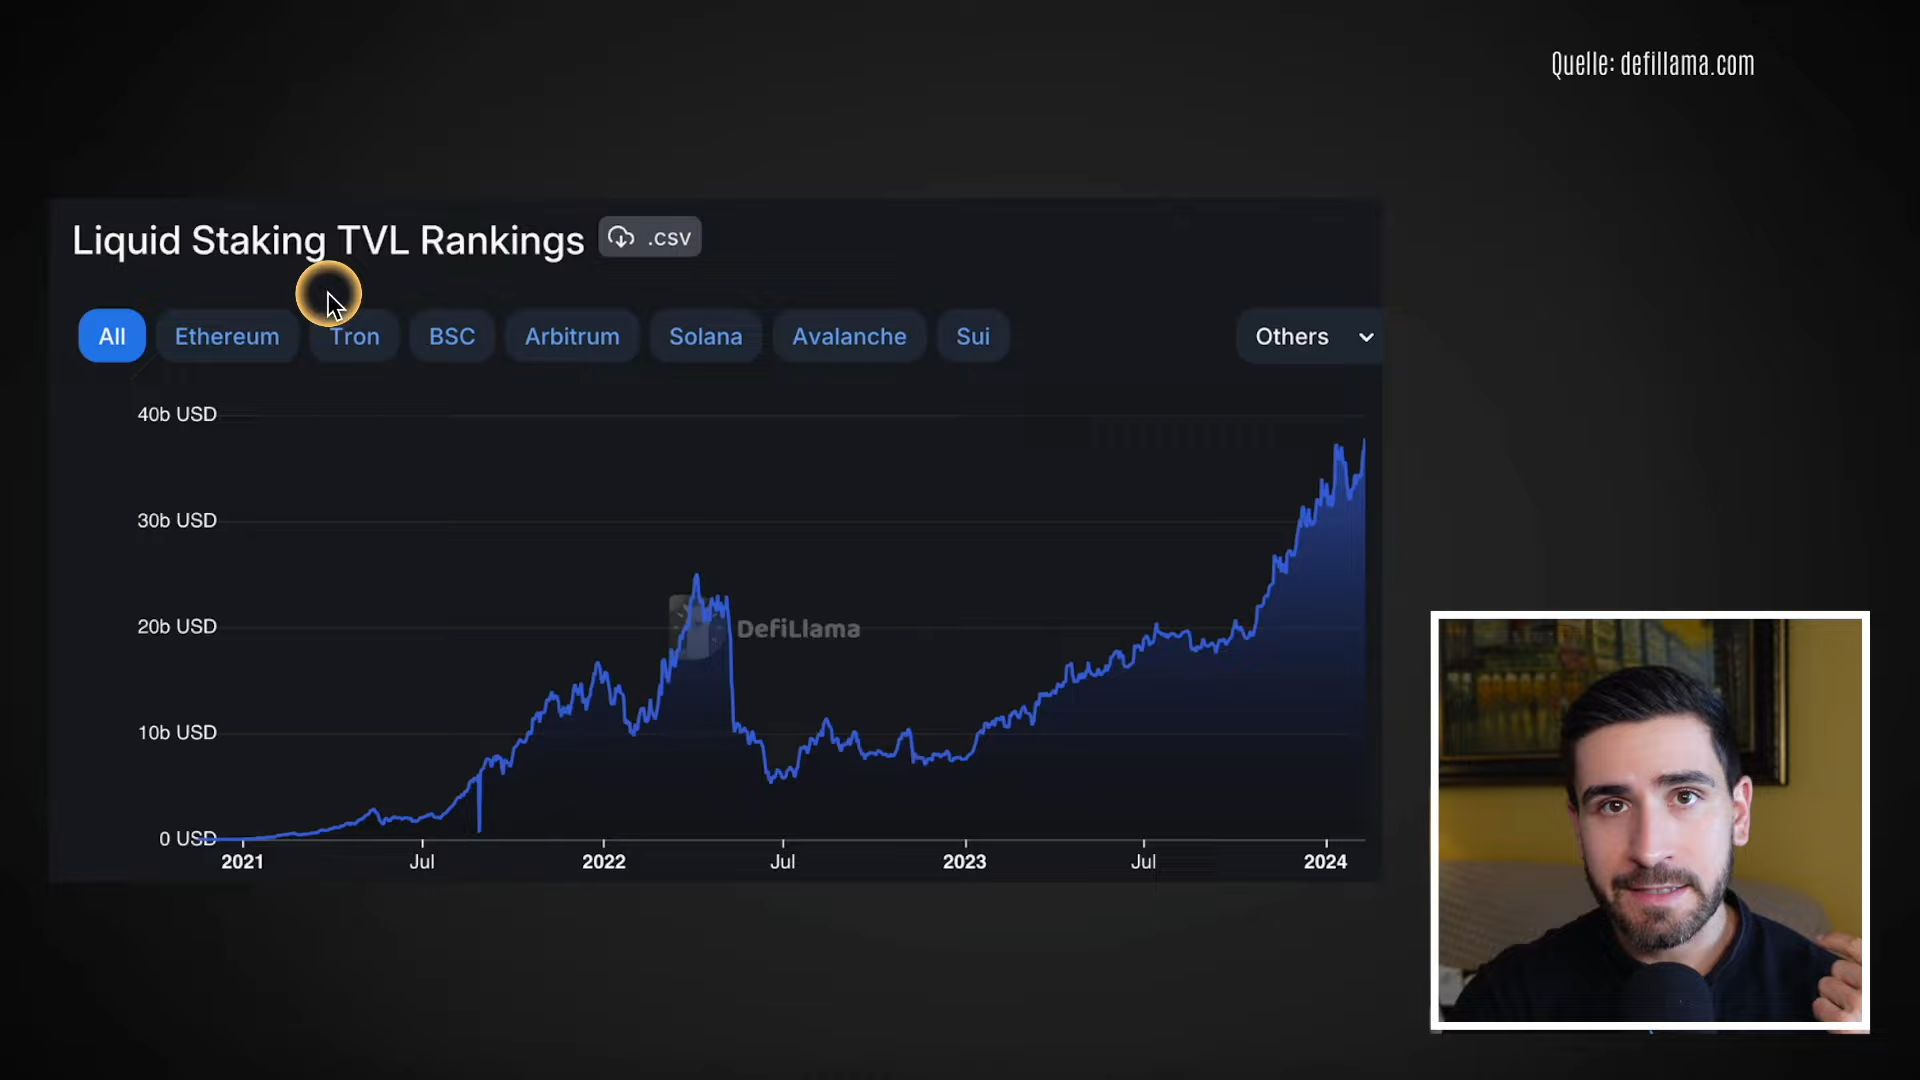 Quelle: defillama.com
Liquid Staking TVL Rankings
.csv
All
Ethereum
Tron
BSC
Arbitrum
Solana
Avalanche
Sui
Others
40b USD
30b USD
20b USD
10b USD
0 USD
DefiLlama
2021
Jul
2022
Jul
2023
Jul
2024